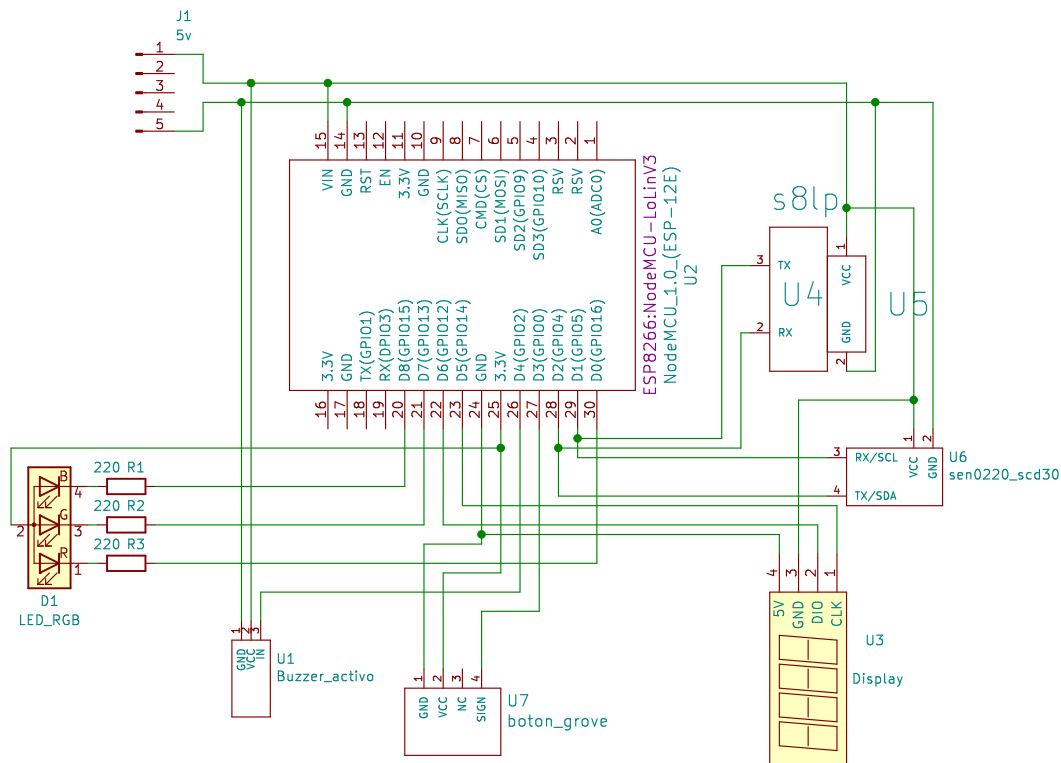 J1
5v
1
2
3
4
5
15
14
13
12
11
10
9
8
7
6
5
4
3
2
1
VIN
GND
RST
EN
3.3V
GND
CLK(SCLK)
SD0(MISO)
CMD(CS)
SD1(MOSI)
SD2(GPIO9)
SD3(GPIO10)
RSV
RSV
A0(ADC0)
ESP8266:NodeMCU-LoLinV3
NodeMCU_1.0_(ESP-12E)
U2
3.3V
GND
TX(GPIO1)
RX(DPIO3)
D8(GPIO15)
D7(GPIO13)
D6(GPIO12)
D5(GPIO14)
GND
3.3V
D4(GPIO2)
D3(GPIO0)
D2(GPIO4)
D1(GPIO5)
D0(GPIO16)
16
17
18
19
20
21
22
23
24
25
26
27
28
29
30
s8lp
3 TX
2 RX
U4
1
VCC
GND
2
U5
1
2
U6
sen0220_scd30
3 RX/SCL
4 TX/SDA
VCC
GND
220 R1
220 R2
220 R3
B
4
2
G
3
R
1
D1
LED_RGB
1
2
3
GND
VCC
IN
U1
Buzzer_activo
1
2
3
4
GND
VCC
NC
SIGN
U7
boton_grove
4
3
2
1
5V
GND
DIO
CLK
U3
Display